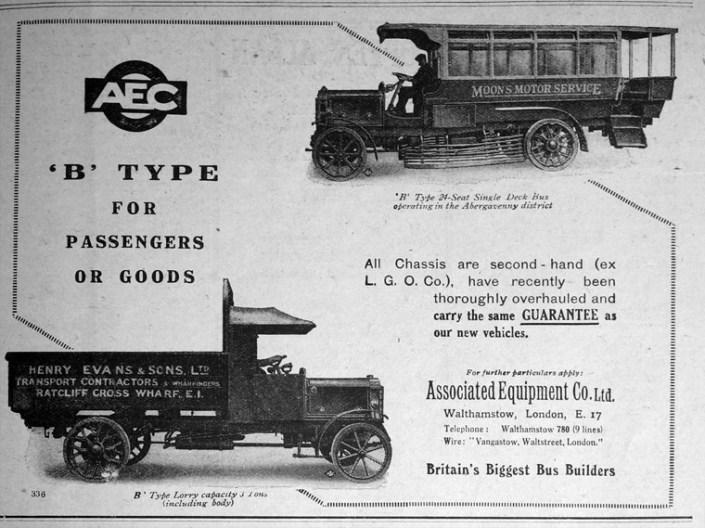 AEC
'B' TYPE
FOR
PASSENGERS
OR GOODS
MOONS MOTOR SERVICE
'B' Type 24-Seat Single Deck Bus
operating in the Abergavenny district
All Chassis are second-hand (ex
L. G. O. Co.), have recently been
thoroughly overhauled and
carry the same GUARANTEE as
our new vehicles.
HENRY EVANS & SONS, LTD
TRANSPORT CONTRACTORS & WHARFINGERS
RATCLIFF CROSS WHARF, E.I.
For further particulars apply:
Associated Equipment Co. Ltd.
Walthamstow, London, E. 17
Telephone: Walthamstow 780 (9 lines)
Wire: "Vangastow, Waltstreet, London."
Britain's Biggest Bus Builders
336
B' Type Lorry capacity 3 Tons
(including body)